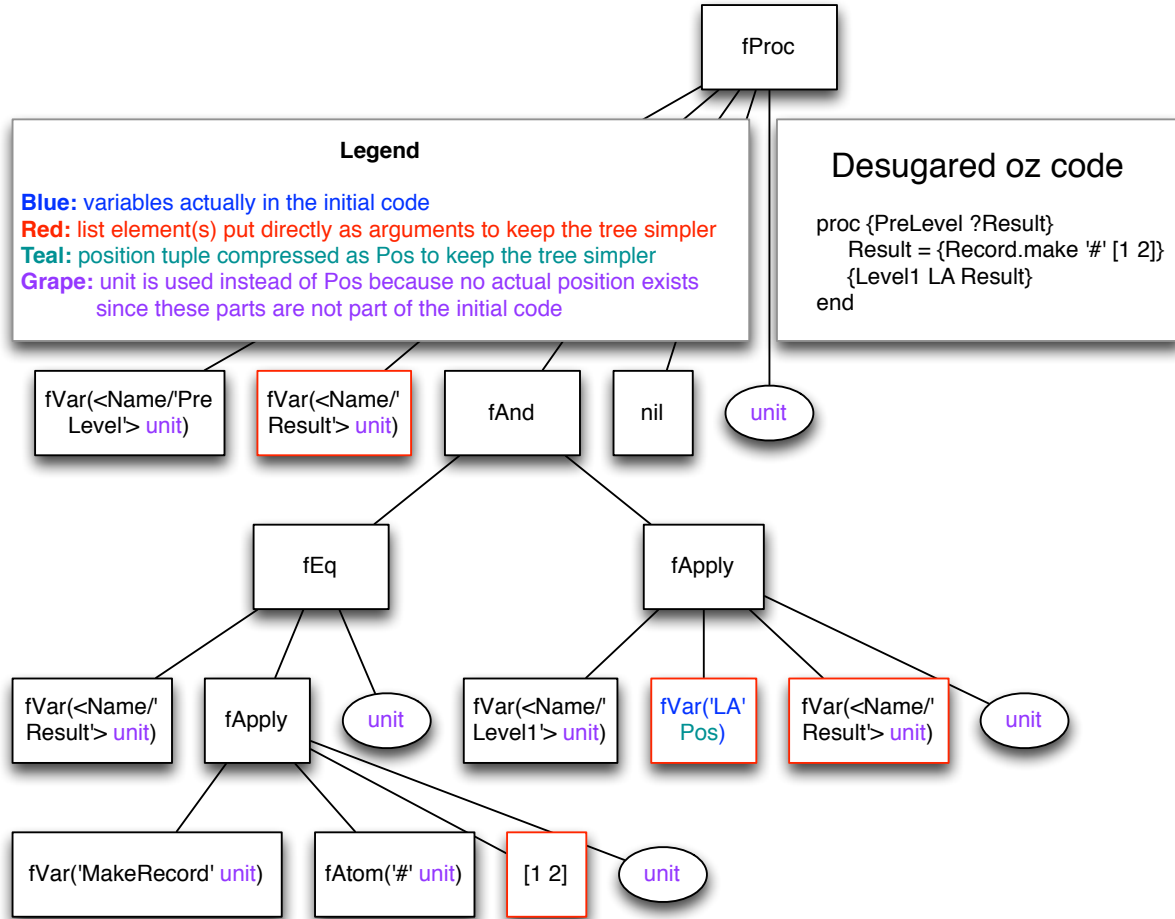 fProc
Legend
Blue: variables actually in the initial code
Red: list element(s) put directly as arguments to keep the tree simpler
Teal: position tuple compressed as Pos to keep the tree simpler
Grape: unit is used instead of Pos because no actual position exists
since these parts are not part of the initial code
Desugared oz code
proc {PreLevel ?Result}
Result = {Record.make '#' [1 2]}
{Level1 LA Result}
end
fVar(<Name/'Pre
Level'> unit)
fVar(<Name/'
Result'> unit)
fAnd
nil
unit
fEq
fApply
fVar(<Name/'
Result'> unit)
fApply
unit
fVar(<Name/'
Level1'> unit)
fVar('LA'
Pos)
fVar(<Name/'
Result'> unit)
unit
fVar('MakeRecord' unit)
fAtom('#' unit)
[1 2]
unit